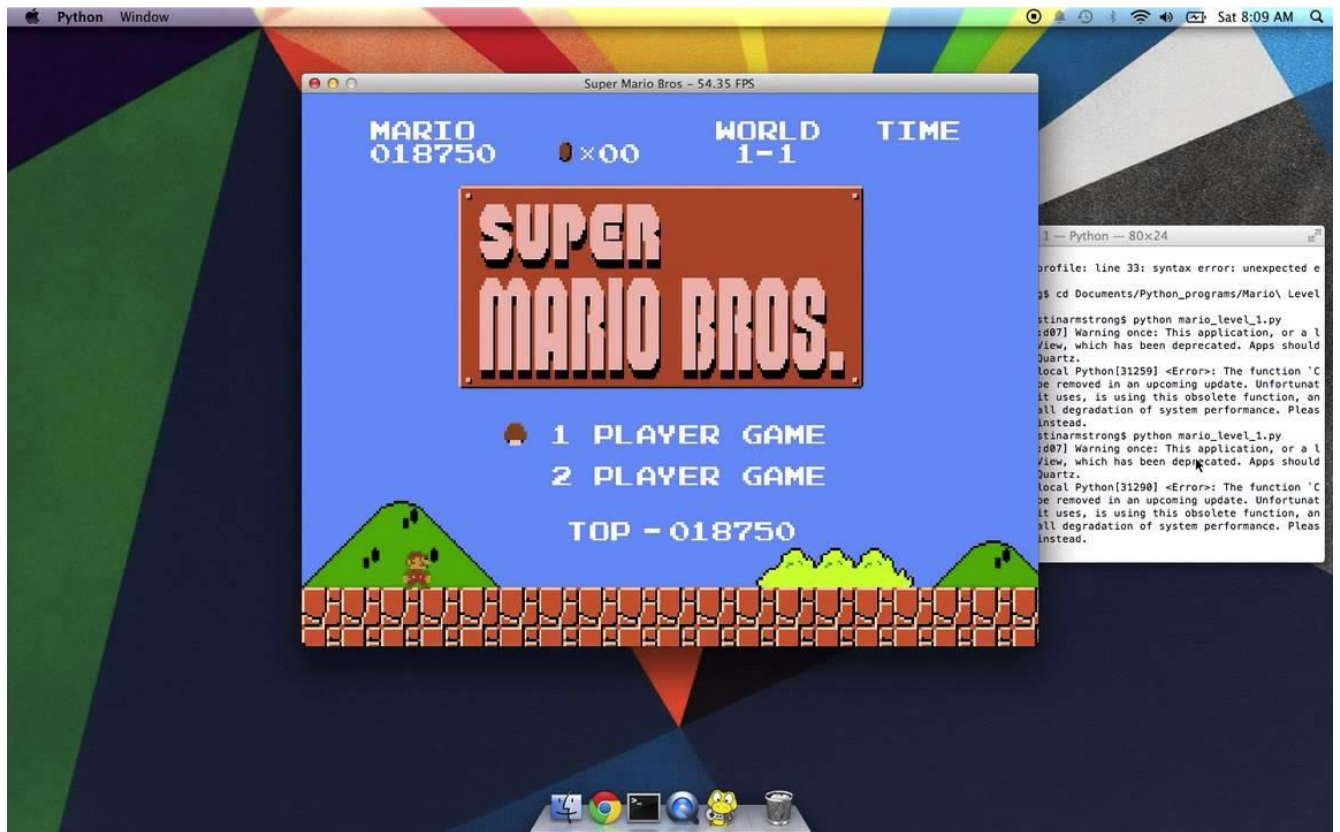 Python Window Sat 8:09 AM
Super Mario Bros – 54.35 FPS
MARIO WORLD TIME
018750 ×00 1-1
SUPER
MARIO BROS.
1 PLAYER GAME
2 PLAYER GAME
TOP - 018750
1 — Python — 80×24
profile: line 33: syntax error: unexpected e
g$ cd Documents/Python_programs/Mario\ Level
stinarmstrong$ python mario_level_1.py
:d07] Warning once: This application, or a l
View, which has been deprecated. Apps should
Quartz.
local Python[31259] <Error>: The function `C
be removed in an upcoming update. Unfortunat
it uses, is using this obsolete function, an
all degradation of system performance. Pleas
instead.
stinarmstrong$ python mario_level_1.py
:d07] Warning once: This application, or a l
View, which has been deprecated. Apps should
Quartz.
local Python[31290] <Error>: The function `C
be removed in an upcoming update. Unfortunat
it uses, is using this obsolete function, an
all degradation of system performance. Pleas
instead.